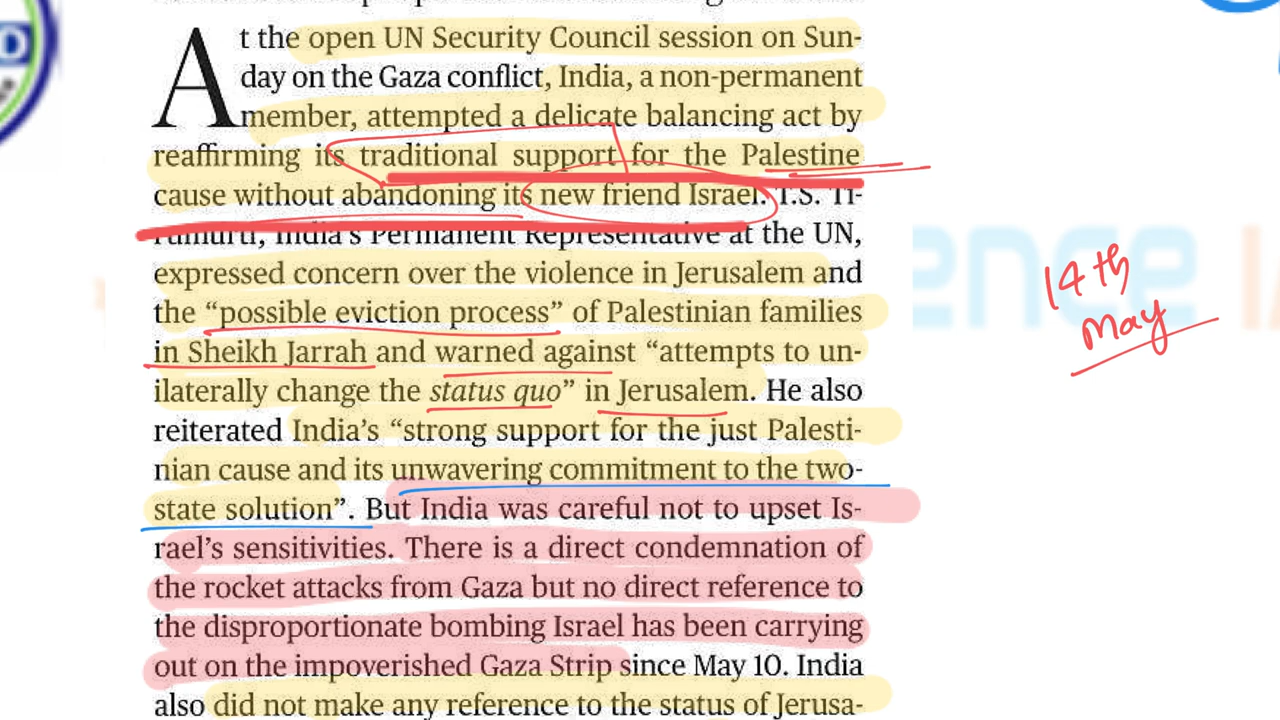 At the open UN Security Council session on Sun-
day on the Gaza conflict, India, a non-permanent
member, attempted a delicate balancing act by
reaffirming its traditional support for the Palestine
cause without abandoning its new friend Israel. T.S. Ti-
rumurti, India's Permanent Representative at the UN,
expressed concern over the violence in Jerusalem and
the “possible eviction process” of Palestinian families
in Sheikh Jarrah and warned against “attempts to un-
ilaterally change the status quo” in Jerusalem. He also
reiterated India's “strong support for the just Palesti-
nian cause and its unwavering commitment to the two-
state solution”. But India was careful not to upset Is-
rael's sensitivities. There is a direct condemnation of
the rocket attacks from Gaza but no direct reference to
the disproportionate bombing Israel has been carrying
out on the impoverished Gaza Strip since May 10. India
also did not make any reference to the status of Jerusa-
14th
May